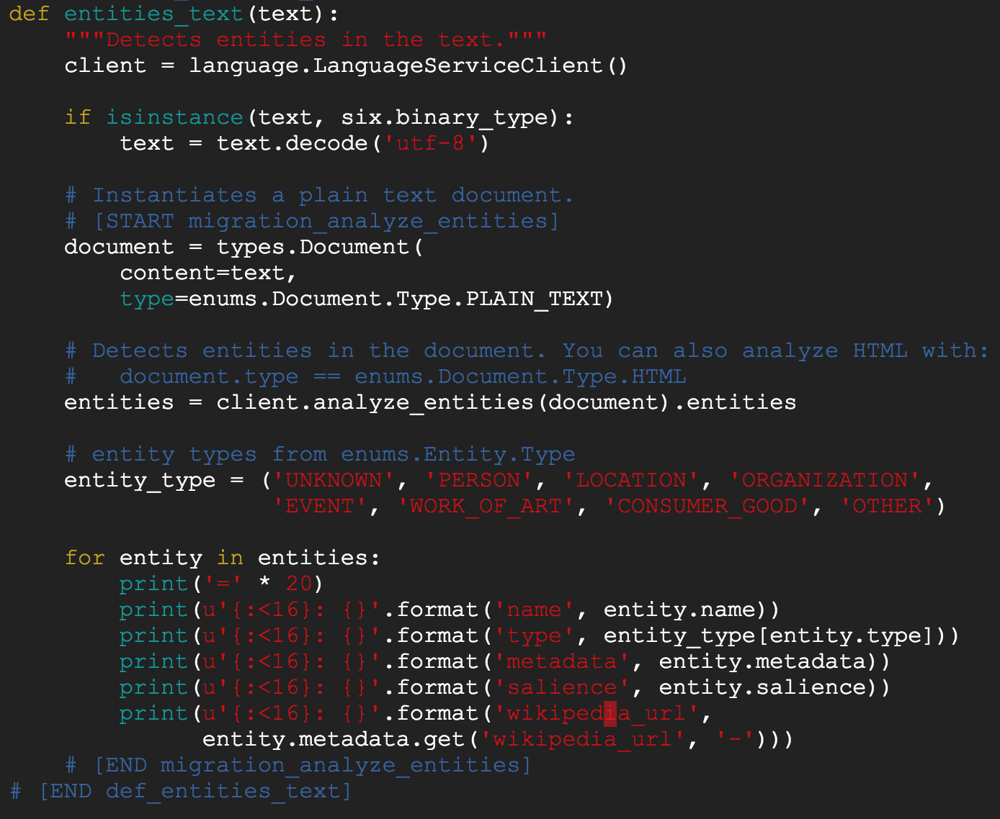 def entities_text(text):
    """Detects entities in the text."""
    client = language.LanguageServiceClient()

    if isinstance(text, six.binary_type):
        text = text.decode('utf-8')

    # Instantiates a plain text document.
    # [START migration_analyze_entities]
    document = types.Document(
        content=text,
        type=enums.Document.Type.PLAIN_TEXT)

    # Detects entities in the document. You can also analyze HTML with:
    #   document.type == enums.Document.Type.HTML
    entities = client.analyze_entities(document).entities

    # entity types from enums.Entity.Type
    entity_type = ('UNKNOWN', 'PERSON', 'LOCATION', 'ORGANIZATION',
                   'EVENT', 'WORK_OF_ART', 'CONSUMER_GOOD', 'OTHER')

    for entity in entities:
        print('=' * 20)
        print(u'{:<16}: {}'.format('name', entity.name))
        print(u'{:<16}: {}'.format('type', entity_type[entity.type]))
        print(u'{:<16}: {}'.format('metadata', entity.metadata))
        print(u'{:<16}: {}'.format('salience', entity.salience))
        print(u'{:<16}: {}'.format('wikipedia_url',
              entity.metadata.get('wikipedia_url', '-')))
    # [END migration_analyze_entities]
# [END def_entities_text]